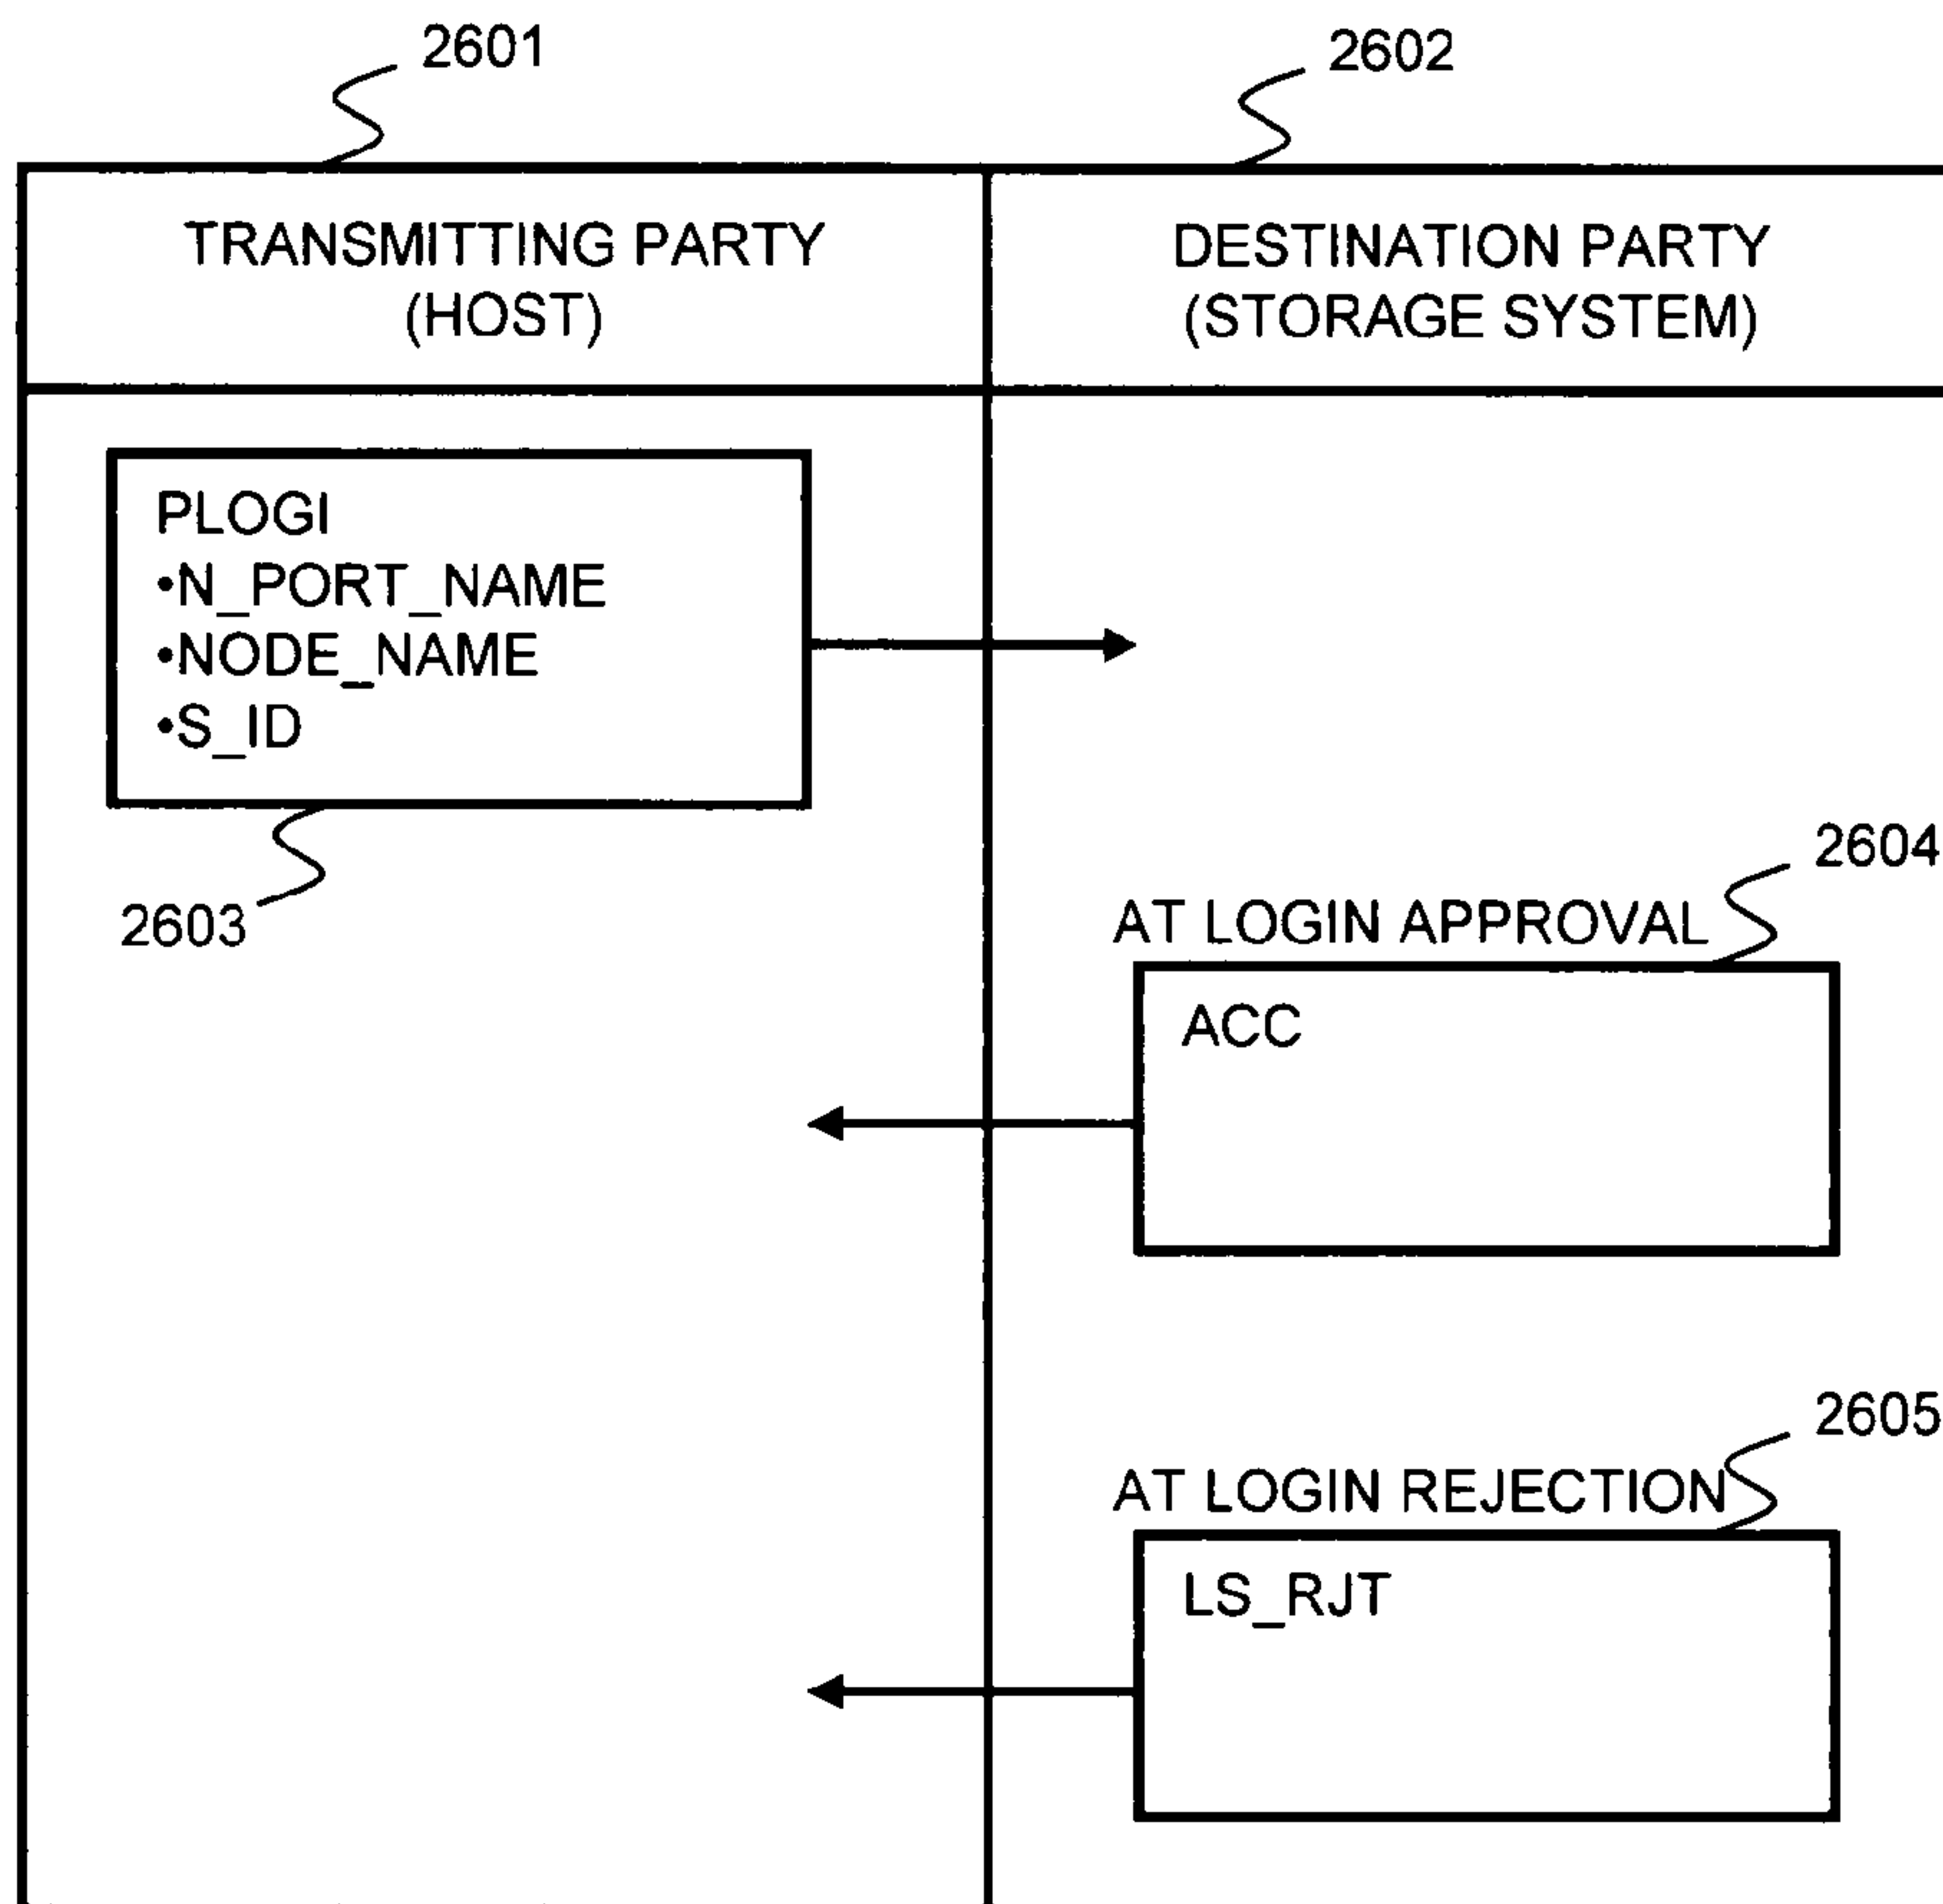 2601
2602
TRANSMITTING PARTY
(HOST)
DESTINATION PARTY
(STORAGE SYSTEM)
PLOGI
•N_PORT_NAME
•NODE_NAME
•S_ID
2603
2604
AT LOGIN APPROVAL
ACC
2605
AT LOGIN REJECTION
LS_RJT